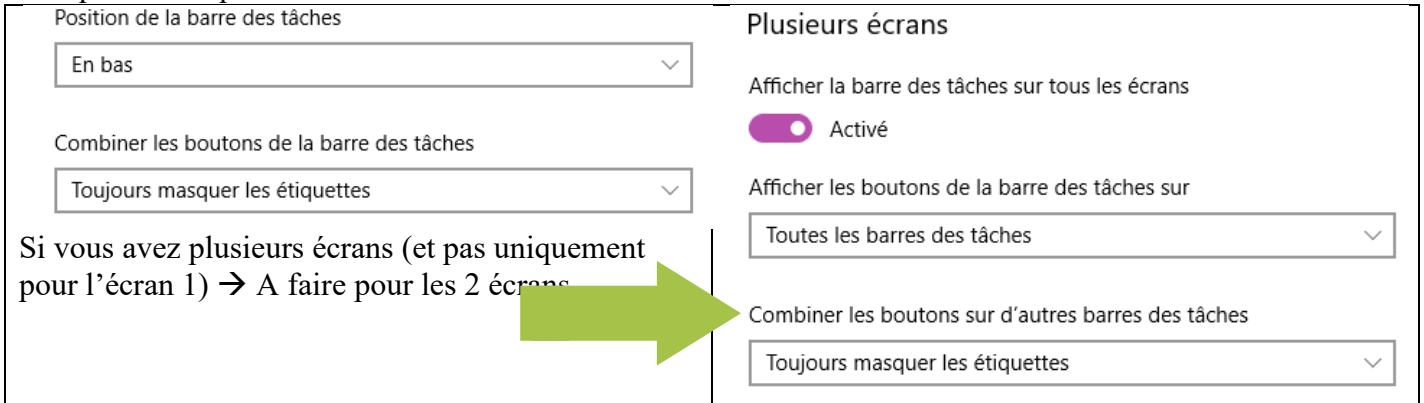 Position de la barre des tâches
En bas
Combiner les boutons de la barre des tâches
Toujours masquer les étiquettes
Si vous avez plusieurs écrans (et pas uniquement
pour l’écran 1) → A faire pour les 2 écrans
Plusieurs écrans
Afficher la barre des tâches sur tous les écrans
Activé
Afficher les boutons de la barre des tâches sur
Toutes les barres des tâches
Combiner les boutons sur d’autres barres des tâches
Toujours masquer les étiquettes